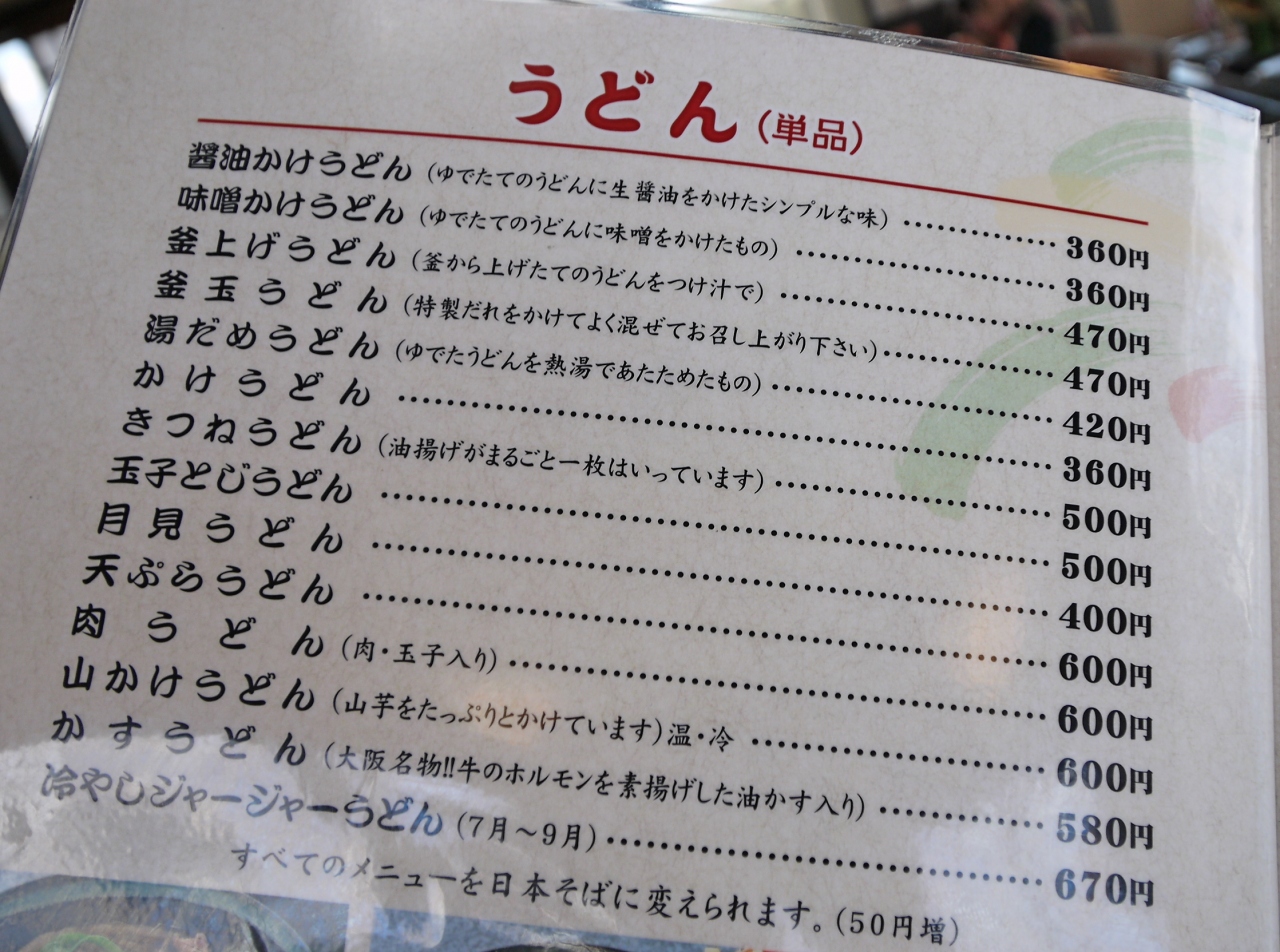 うどん(単品)
醤油かけうどん(ゆでたてのうどんに生醤油をかけたシンプルな味)…………360円
味噌かけうどん(ゆでたてのうどんに味噌をかけたもの)…………360円
釜上げうどん(釜から上げたてのうどんをつけ汁で)…………470円
釜玉うどん(特製だれをかけてよく混ぜてお召し上がり下さい)…………470円
湯だめうどん(ゆでたうどんを熱湯であたためたもの)…………420円
かけうどん…………360円
きつねうどん(油揚げがまるごと一枚はいっています)…………500円
玉子とじうどん…………500円
月見うどん…………400円
天ぷらうどん…………600円
肉うどん(肉・玉子入り)…………600円
山かけうどん(山芋をたっぷりとかけています)温・冷…………600円
かすうどん(大阪名物!!牛のホルモンを素揚げした油かす入り)…………580円
冷やしジャージャーうどん(7月~9月)…………670円
すべてのメニューを日本そばに変えられます。(50円増)